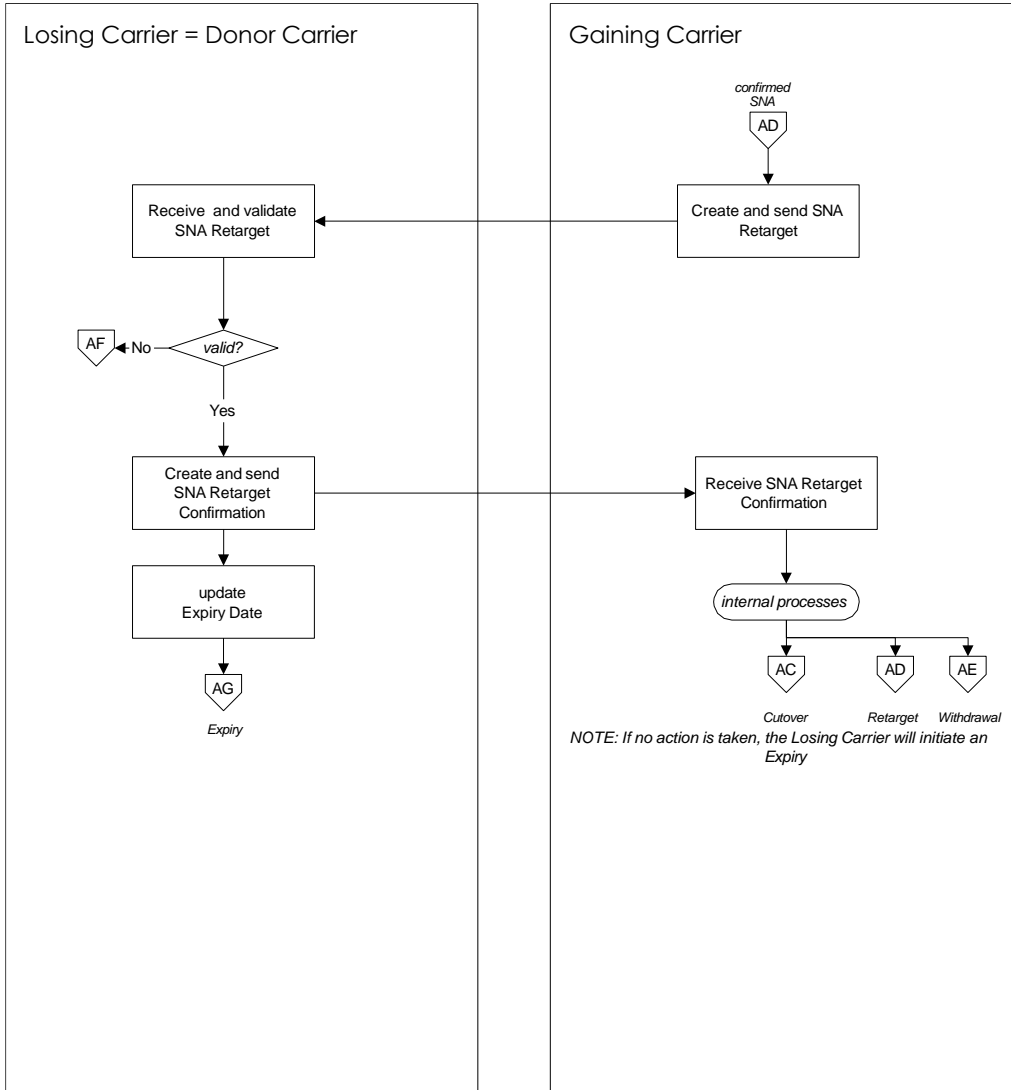 Losing Carrier = Donor Carrier
Gaining Carrier
confirmed
SNA
AD
Receive and validate
SNA Retarget
Create and send SNA
Retarget
AF
No
valid?
Yes
Create and send
SNA Retarget
Confirmation
Receive SNA Retarget
Confirmation
update
Expiry Date
internal processes
AG
Expiry
AC
AD
AE
Cutover
Retarget
Withdrawal
NOTE: If no action is taken, the Losing Carrier will initiate an
Expiry